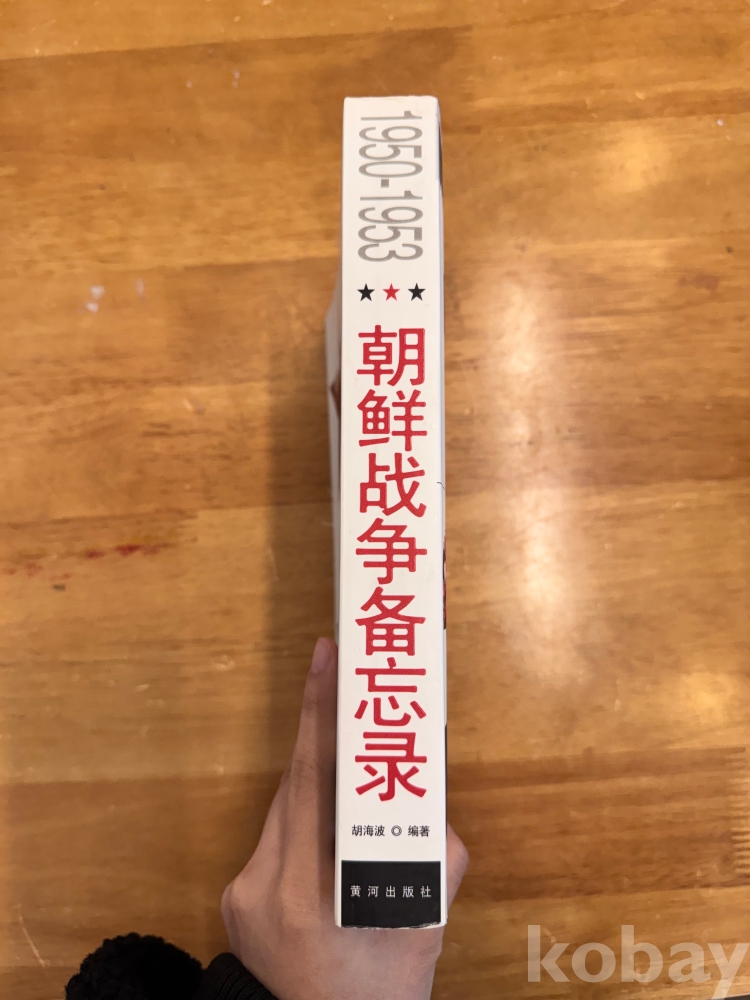 1950-1953
★★★
朝鲜战争备忘录
胡海波 ◎ 编著
黄河出版社
kobay